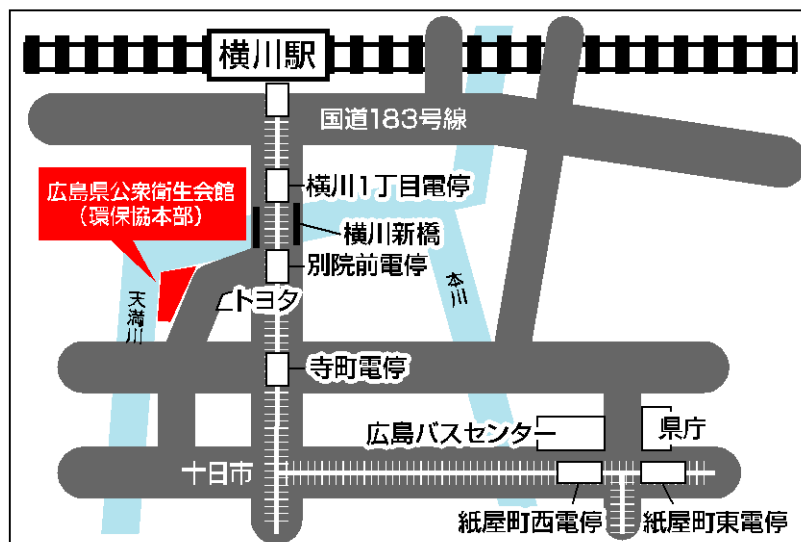 横川駅
国道183号線
横川1丁目電停
広島県公衆衛生会館
（環保協本部）
横川新橋
別院前電停
本川
天満川
トヨタ
寺町電停
広島バスセンター
県庁
十日市
紙屋町西電停
紙屋町東電停